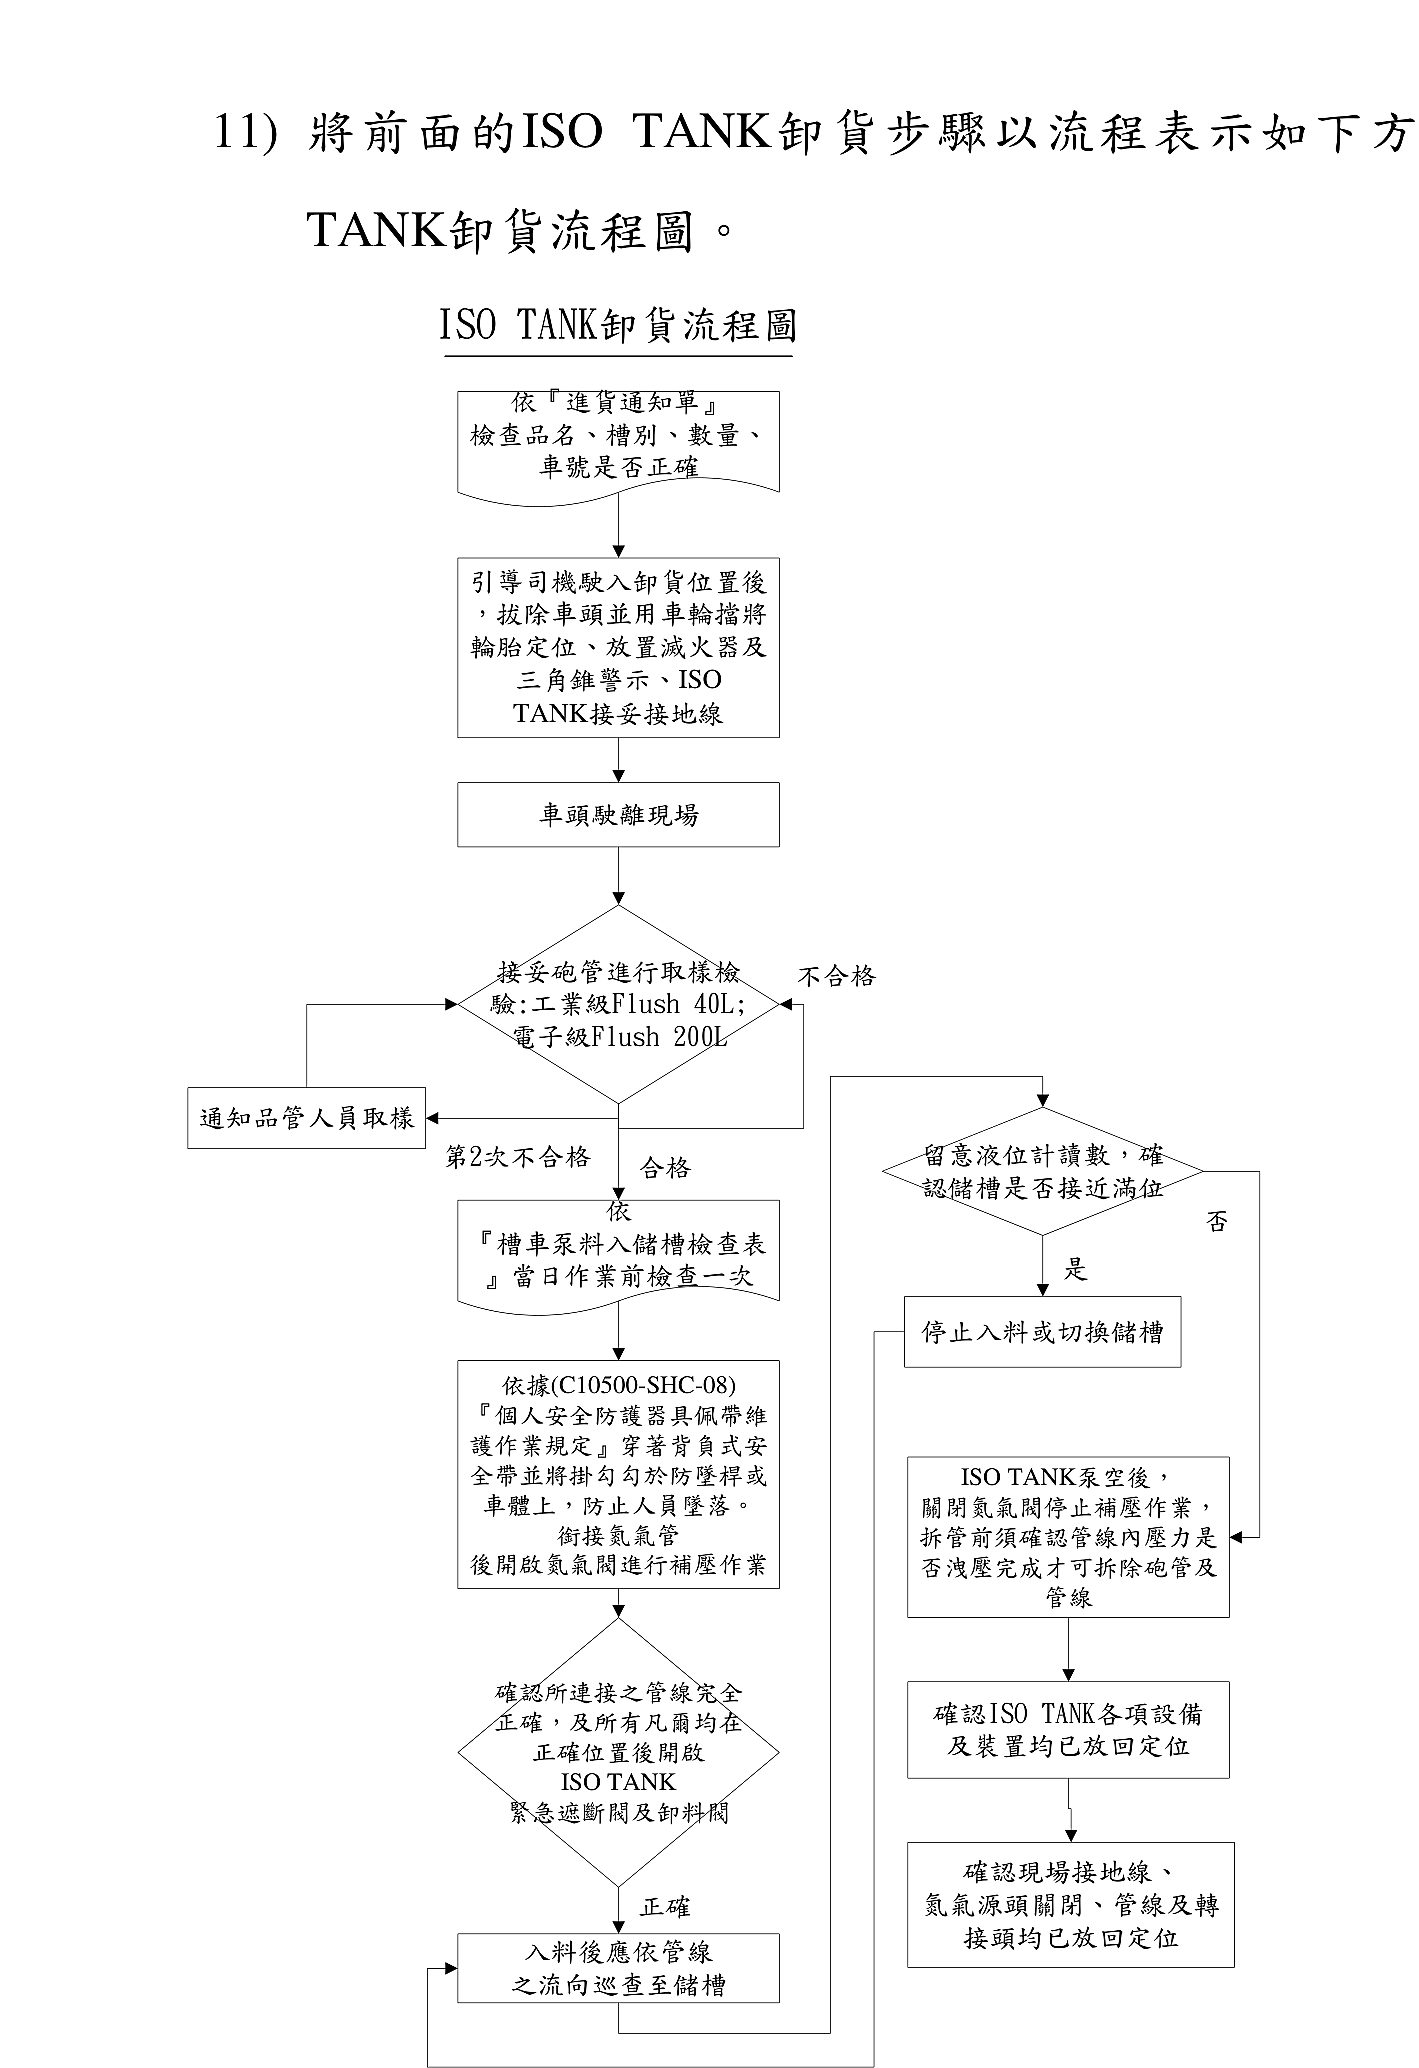 11) 將前面的ISO TANK卸貨步驟以流程表示如下方
TANK卸貨流程圖。
ISO TANK卸貨流程圖
依『進貨通知單』
檢查品名、槽別、數量、
車號是否正確
引導司機駛入卸貨位置後
，拔除車頭並用車輪擋將
輪胎定位、放置滅火器及
三角錐警示、ISO
TANK接妥接地線
車頭駛離現場
接妥砲管進行取樣檢
驗:工業級Flush 40L;
電子級Flush 200L
不合格
通知品管人員取樣
第2次不合格
合格
依
『槽車泵料入儲槽檢查表
』當日作業前檢查一次
依據(C10500-SHC-08)
『個人安全防護器具佩帶維
護作業規定』穿著背負式安
全帶並將掛勾勾於防墜桿或
車體上，防止人員墜落。
銜接氮氣管
後開啟氮氣閥進行補壓作業
確認所連接之管線完全
正確，及所有凡爾均在
正確位置後開啟
ISO TANK
緊急遮斷閥及卸料閥
正確
入料後應依管線
之流向巡查至儲槽
留意液位計讀數，確
認儲槽是否接近滿位
否
是
停止入料或切換儲槽
ISO TANK泵空後，
關閉氮氣閥停止補壓作業，
拆管前須確認管線內壓力是
否洩壓完成才可拆除砲管及
管線
確認ISO TANK各項設備
及裝置均已放回定位
確認現場接地線、
氮氣源頭關閉、管線及轉
接頭均已放回定位